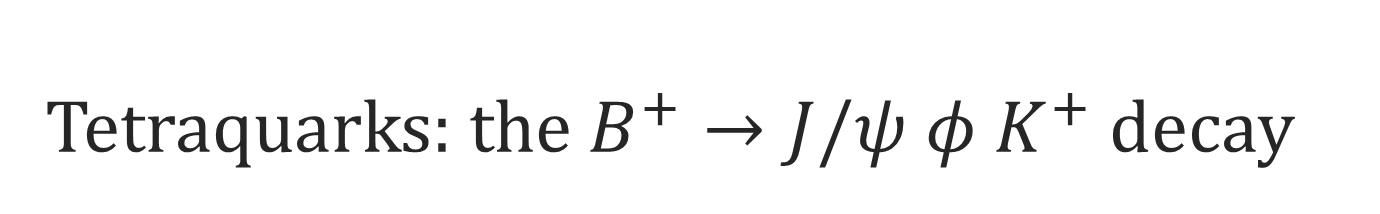 Tetraquarks: the B⁺ → J/ψ ϕ K⁺ decay